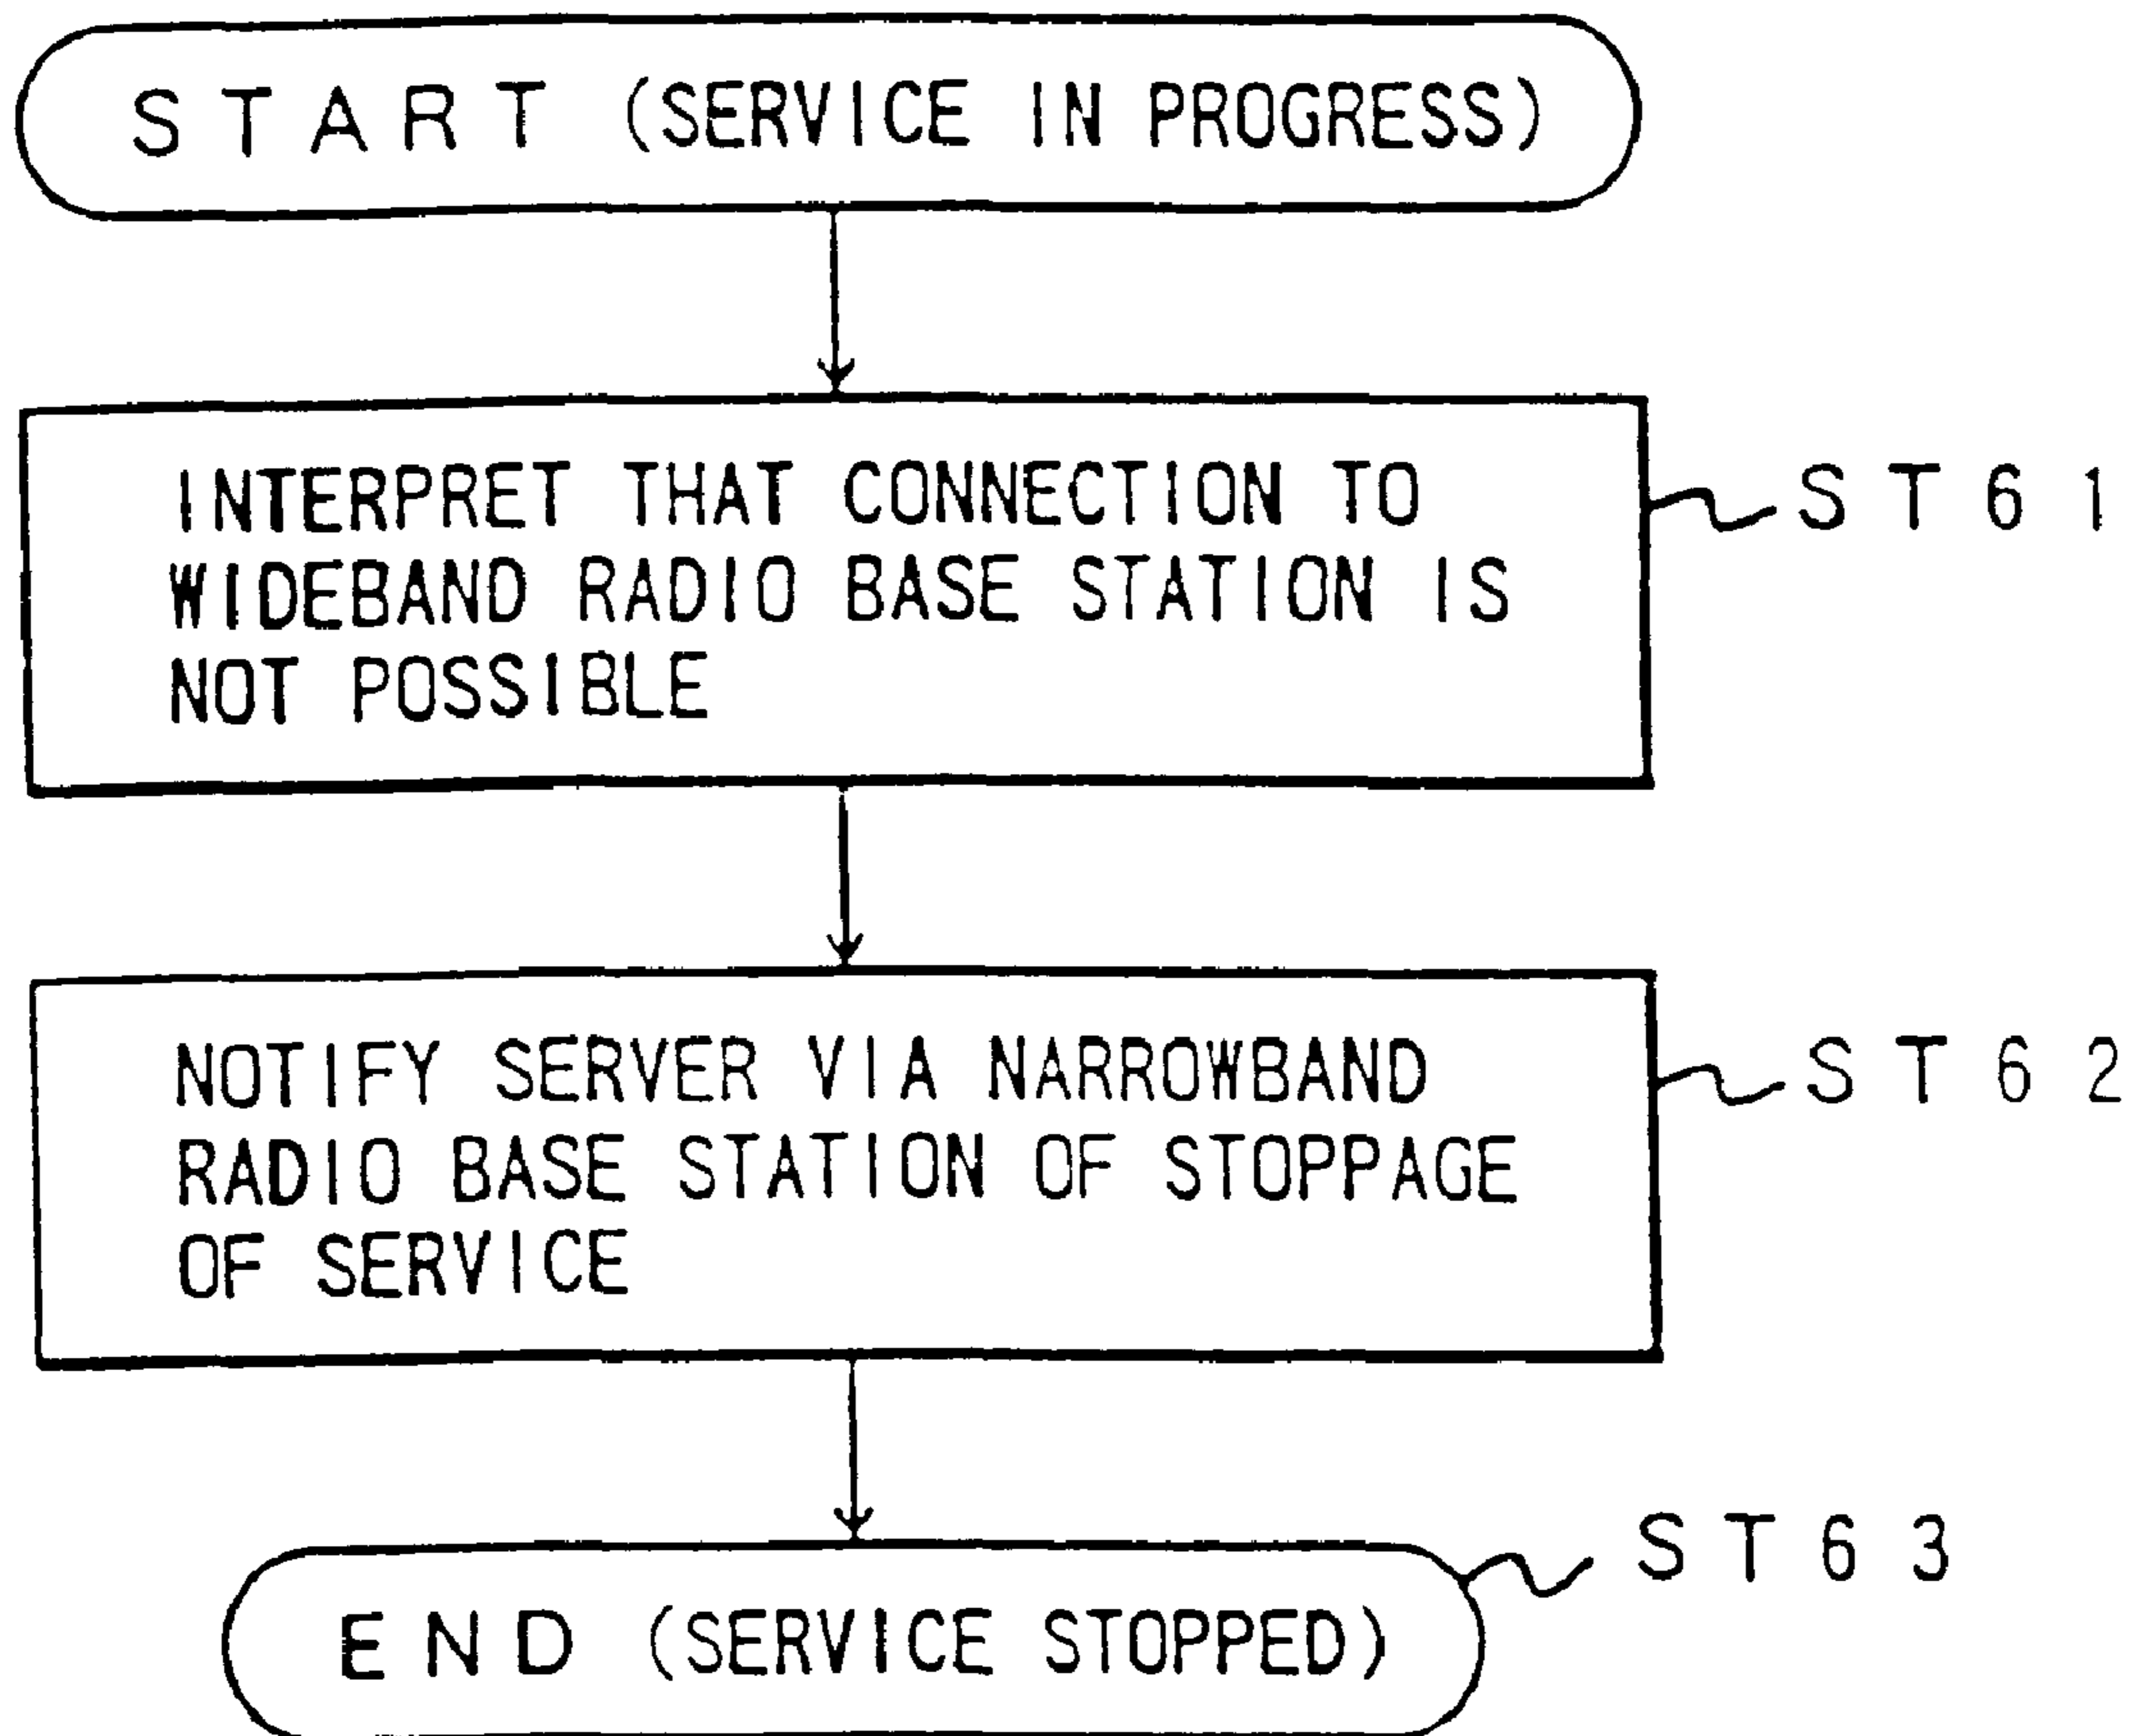 START (SERVICE IN PROGRESS)
INTERPRET THAT CONNECTION TO
WIDEBAND RADIO BASE STATION IS
NOT POSSIBLE
ST61
NOTIFY SERVER VIA NARROWBAND
RADIO BASE STATION OF STOPPAGE
OF SERVICE
ST62
END (SERVICE STOPPED)
ST63